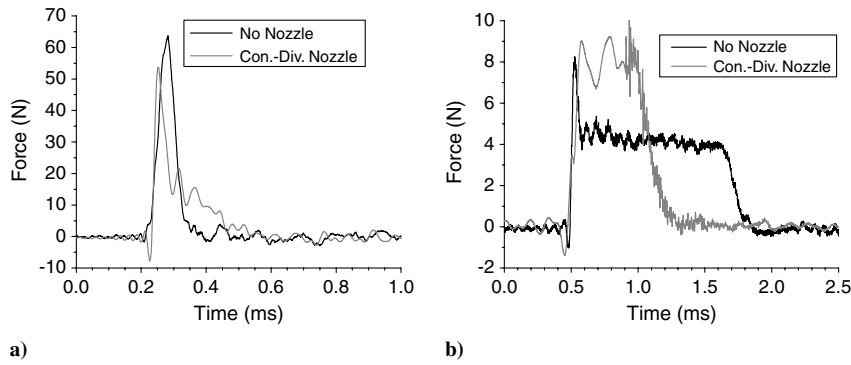 70
60
50
40
30
20
10
0
-10
Force (N)
No Nozzle
Con.-Div. Nozzle
0.0 0.2 0.4 0.6 0.8 1.0
Time (ms)
a)
10
8
6
4
2
0
-2
Force (N)
No Nozzle
Con.-Div. Nozzle
0.0 0.5 1.0 1.5 2.0 2.5
Time (ms)
b)